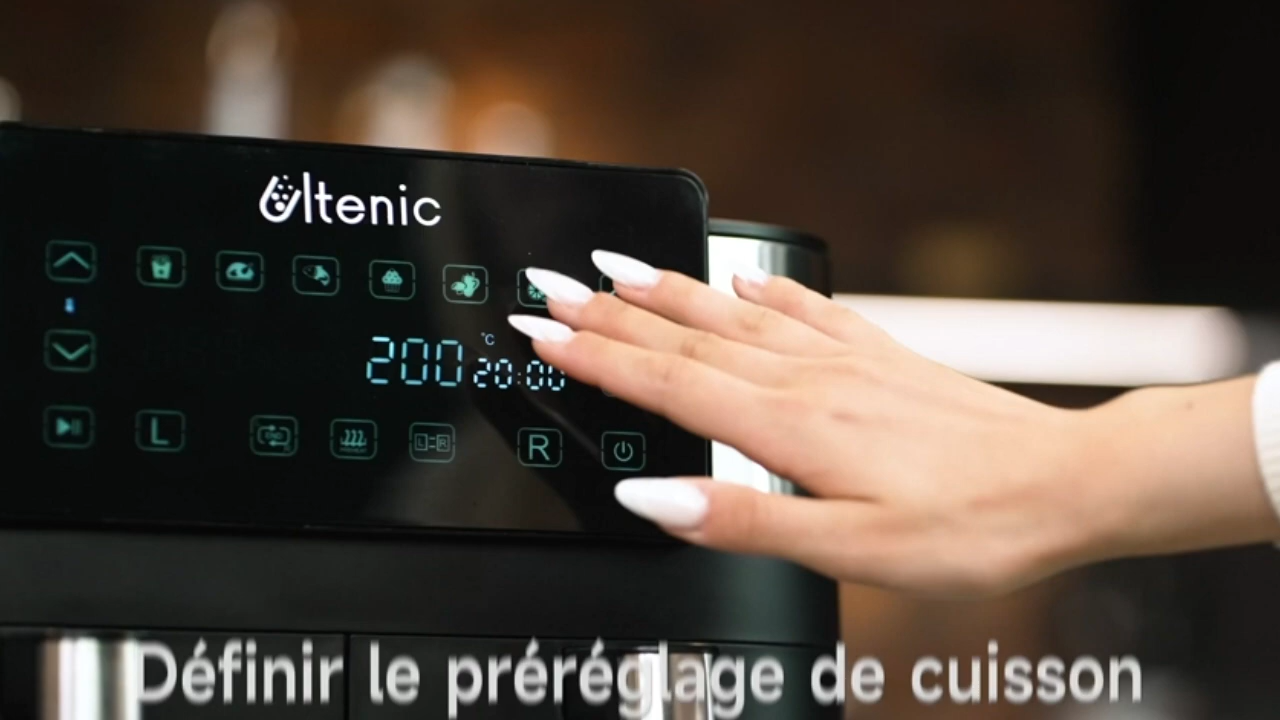 Ultenic
°C
200 20:00
L
L R
R
Définir le préréglage de cuisson